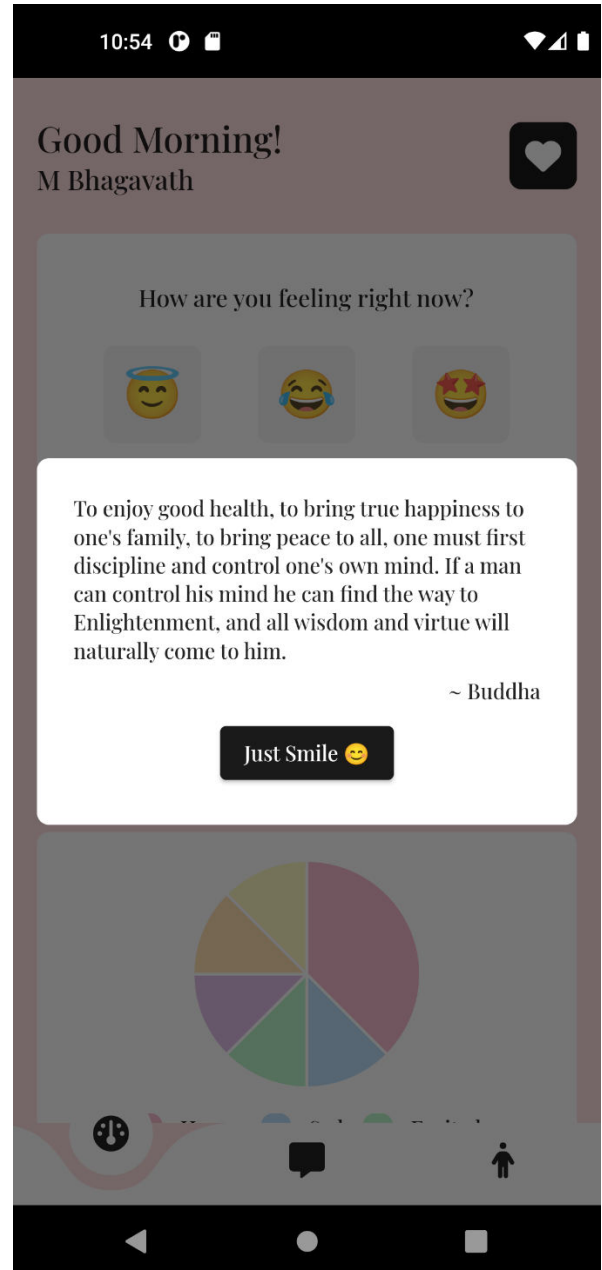 10:54
Good Morning!
M Bhagavath
How are you feeling right now?
To enjoy good health, to bring true happiness to
one's family, to bring peace to all, one must first
discipline and control one's own mind. If a man
can control his mind he can find the way to
Enlightenment, and all wisdom and virtue will
naturally come to him.
~ Buddha
Just Smile 😊